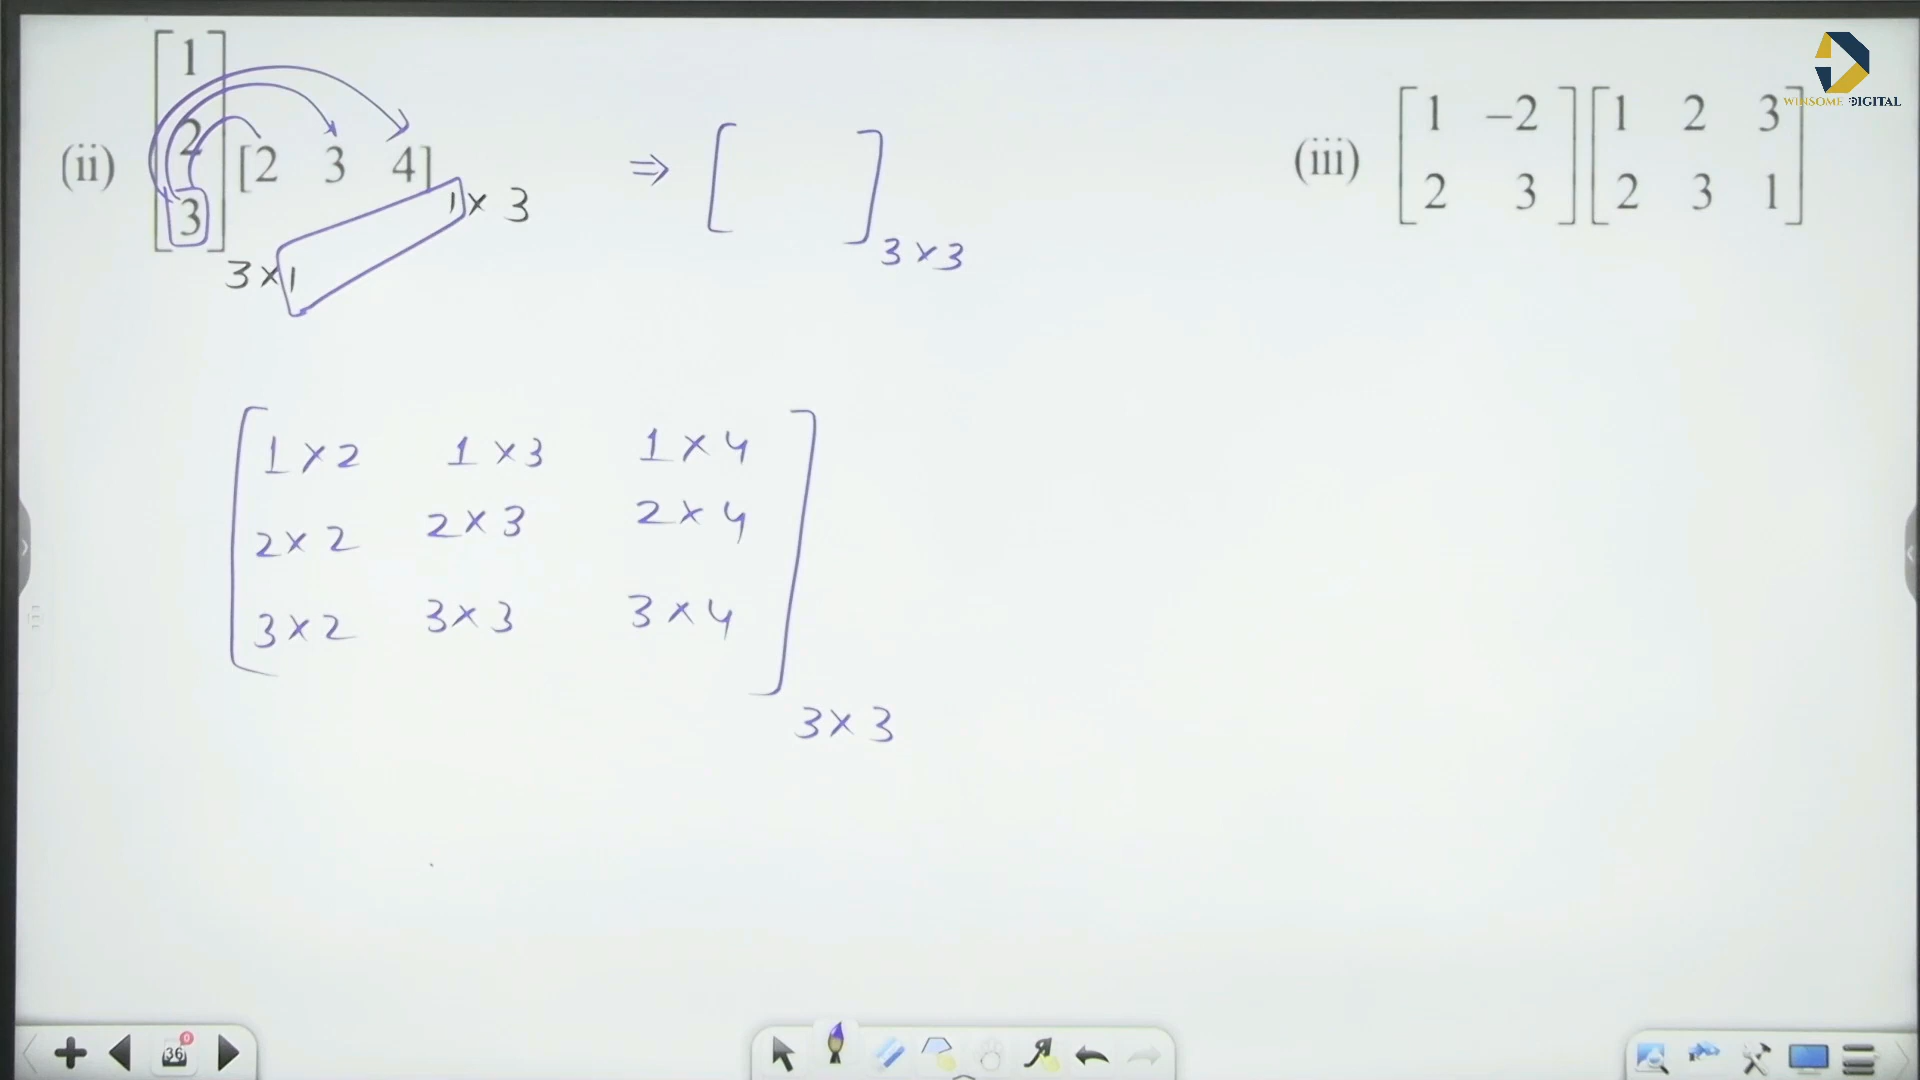 WINSOME DIGITAL
(ii) [1 2 3] [2 3 4] ⇒ [ ] 3 × 3
3 × 1 1 × 3
1 × 2 1 × 3 1 × 4
2 × 2 2 × 3 2 × 4
3 × 2 3 × 3 3 × 4
3 × 3
(iii) [1 −2
2 3] [1 2 3
2 3 1]
36
0